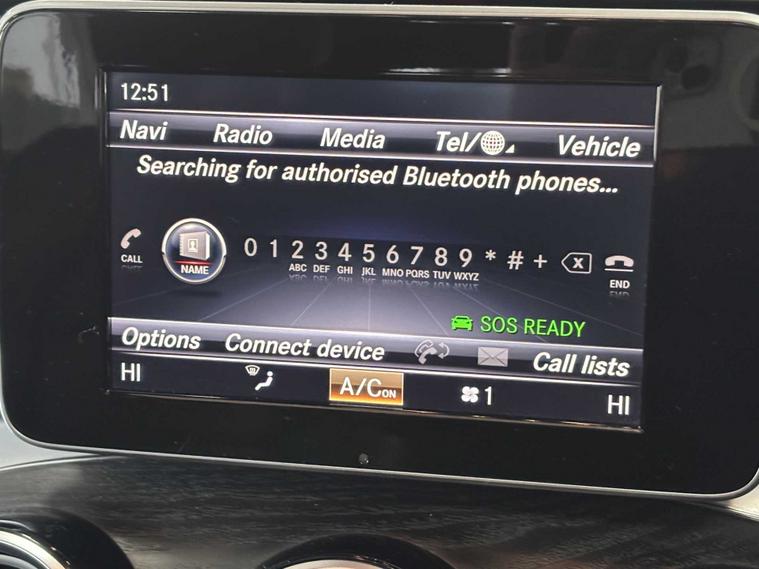 12:51
Navi Radio Media Tel/ Vehicle
Searching for authorised Bluetooth phones...
CALL NAME 0 1 2 3 4 5 6 7 8 9 * # + X END
ABC DEF GHI JKL MNO PQRS TUV WXYZ
SOS READY
Options Connect device Call lists
HI A/C ON 1 HI